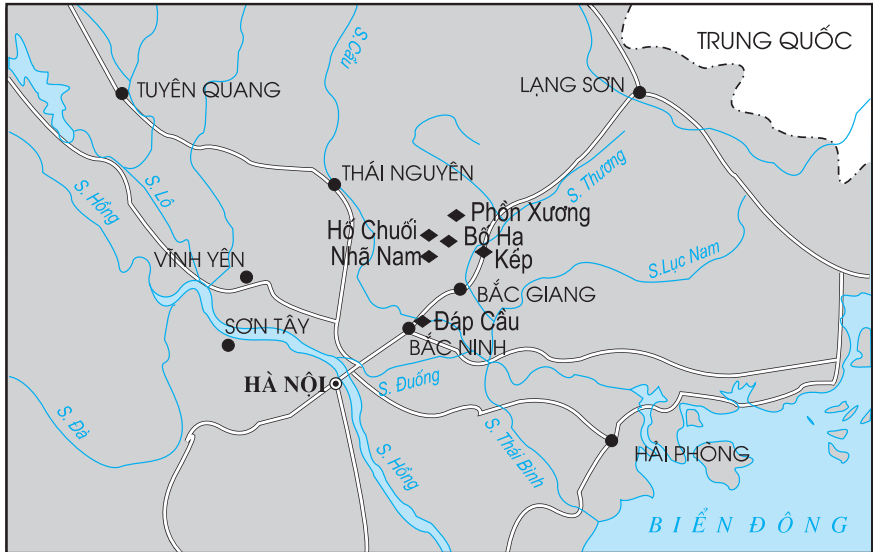 TRUNG QUỐC
S. Cầu
TUYÊN QUANG
LẠNG SƠN
THÁI NGUYÊN
S. Thương
S. Lô
S. Hồng
Phồn Xương
Hố Chuối
Bố Hạ
Nhã Nam
Kép
VĨNH YÊN
S.Lục Nam
BẮC GIANG
Đáp Cầu
SƠN TÂY
BẮC NINH
HÀ NỘI
S. Đuống
S. Đà
S. Thái Bình
HẢI PHÒNG
S. Hồng
BIỂN ĐÔNG